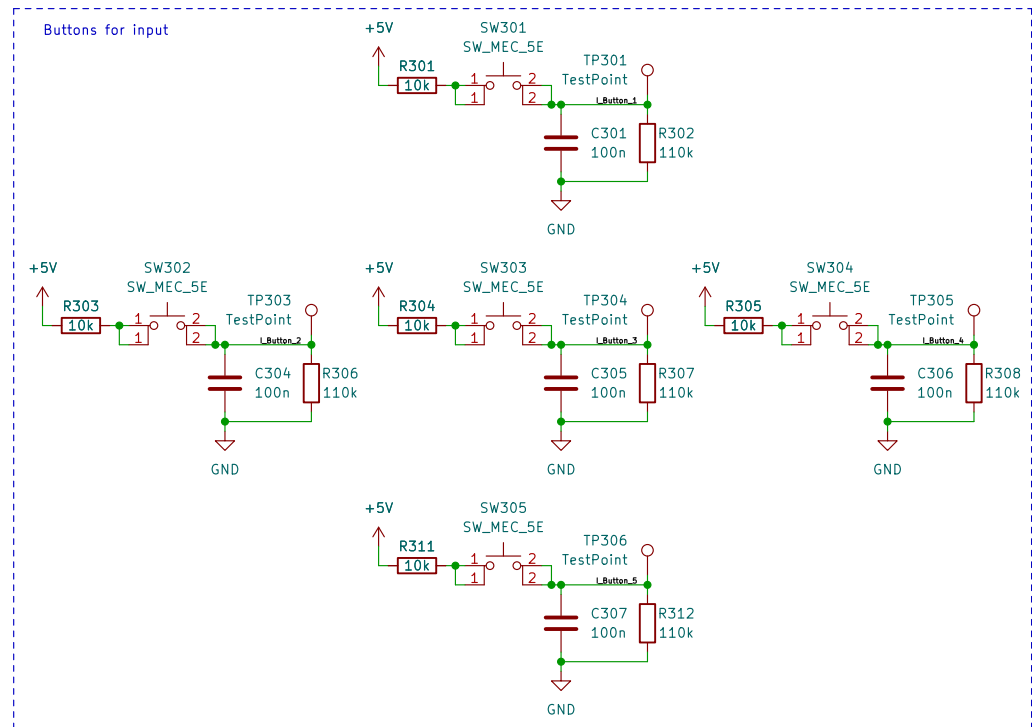 Buttons for input
+5V
SW301
SW_MEC_5E
R301
10k
1 2
1 2
TP301
TestPoint
I_Button_1
C301
100n
R302
110k
GND
+5V
SW302
SW_MEC_5E
R303
10k
1 2
1 2
TP303
TestPoint
I_Button_2
C304
100n
R306
110k
GND
+5V
SW303
SW_MEC_5E
R304
10k
1 2
1 2
TP304
TestPoint
I_Button_3
C305
100n
R307
110k
GND
+5V
SW304
SW_MEC_5E
R305
10k
1 2
1 2
TP305
TestPoint
I_Button_4
C306
100n
R308
110k
GND
+5V
SW305
SW_MEC_5E
R311
10k
1 2
1 2
TP306
TestPoint
I_Button_5
C307
100n
R312
110k
GND